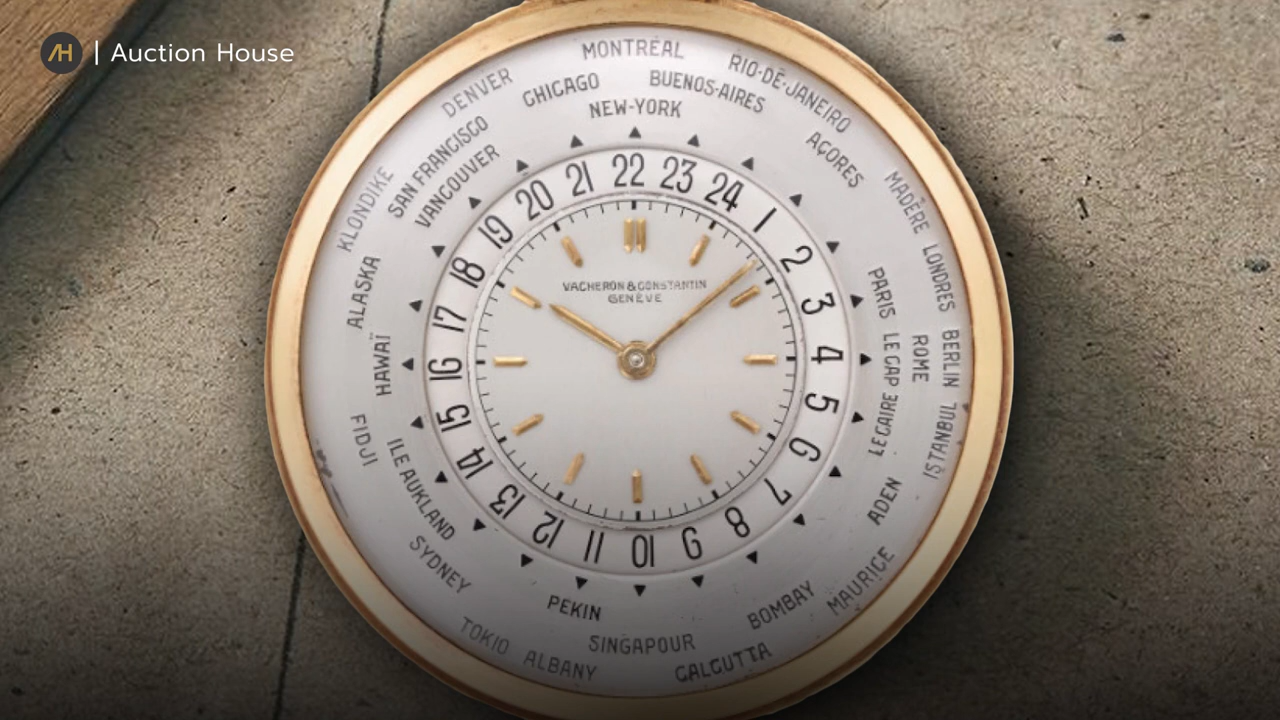 AH | Auction House
MONTRÉAL
RIO-DE-JANEIRO
DENVER
CHICAGO
BUENOS-AIRES
NEW-YORK
SAN FRANCISCO
VANCOUVER
AÇORES
KLONDIKE
MADÈRE
LONDRES
ALASKA
PARIS
HAWAÏ
LE CAP
ROME
BERLIN
FIDJI
LE CAIRE
ISTANBUL
ILE AUKLAND
ADEN
SYDNEY
MAURICE
PEKIN
BOMBAY
TOKIO
ALBANY
SINGAPOUR
CALCUTTA
22 23 24 1 2 3 4 5 6 7 8 9 10 11 12 13 14 15 16 17 18 19 20 21
VACHERON & CONSTANTIN
GENÈVE